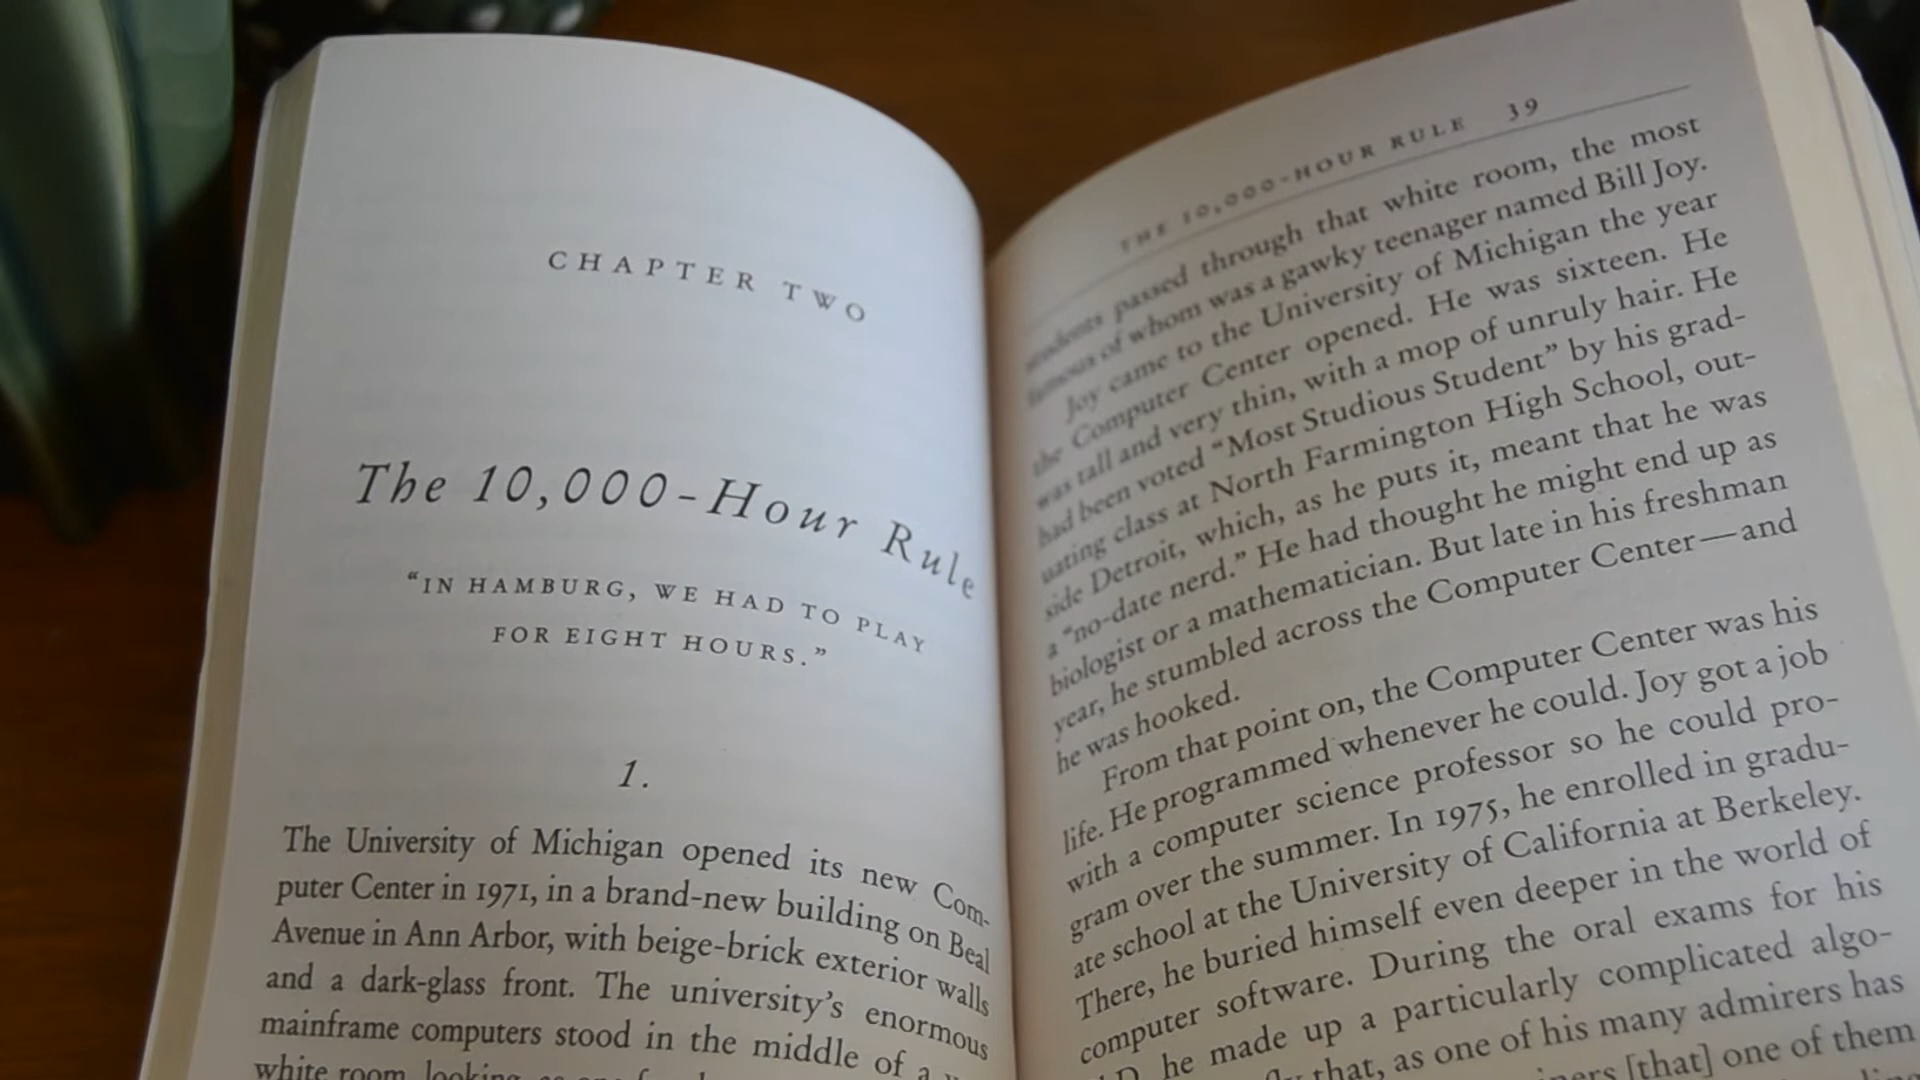 CHAPTER TWO
The 10,000-Hour Rule
“IN HAMBURG, WE HAD TO PLAY
FOR EIGHT HOURS.”
1.
The University of Michigan opened its new Com-
puter Center in 1971, in a brand-new building on Beal
Avenue in Ann Arbor, with beige-brick exterior walls
and a dark-glass front. The university’s enormous
mainframe computers stood in the middle of a
white room, looking
THE 10,000-HOUR RULE 39
students passed through that white room, the most
famous of whom was a gawky teenager named Bill Joy.
Joy came to the University of Michigan the year
the Computer Center opened. He was sixteen. He
was tall and very thin, with a mop of unruly hair. He
had been voted “Most Studious Student” by his grad-
uating class at North Farmington High School, out-
side Detroit, which, as he puts it, meant that he was
a “no-date nerd.” He had thought he might end up as
biologist or a mathematician. But late in his freshman
year, he stumbled across the Computer Center—and
he was hooked.
From that point on, the Computer Center was his
life. He programmed whenever he could. Joy got a job
with a computer science professor so he could pro-
gram over the summer. In 1975, he enrolled in gradu-
ate school at the University of California at Berkeley.
There, he buried himself even deeper in the world of
computer software. During the oral exams for his
he made up a particularly complicated algo-
that, as one of his many admirers has
[that] one of them